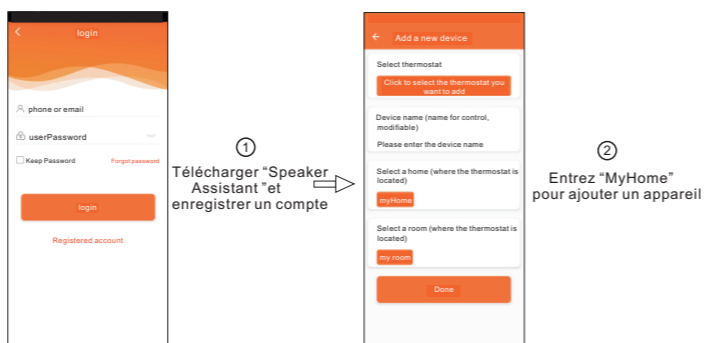 login
phone or email
userPassword
Keep Password
Forgot password
login
Registered account
①
Télécharger “Speaker
Assistant ”et
enregistrer un compte
Add a new device
Select thermostat
Click to select the thermostat you
want to add
Device name (name for control,
modifiable)
Please enter the device name
Select a home (where the thermostat is
located)
myHome
Select a room (where the thermostat is
located)
my room
Done
②
Entrez “MyHome”
pour ajouter un appareil